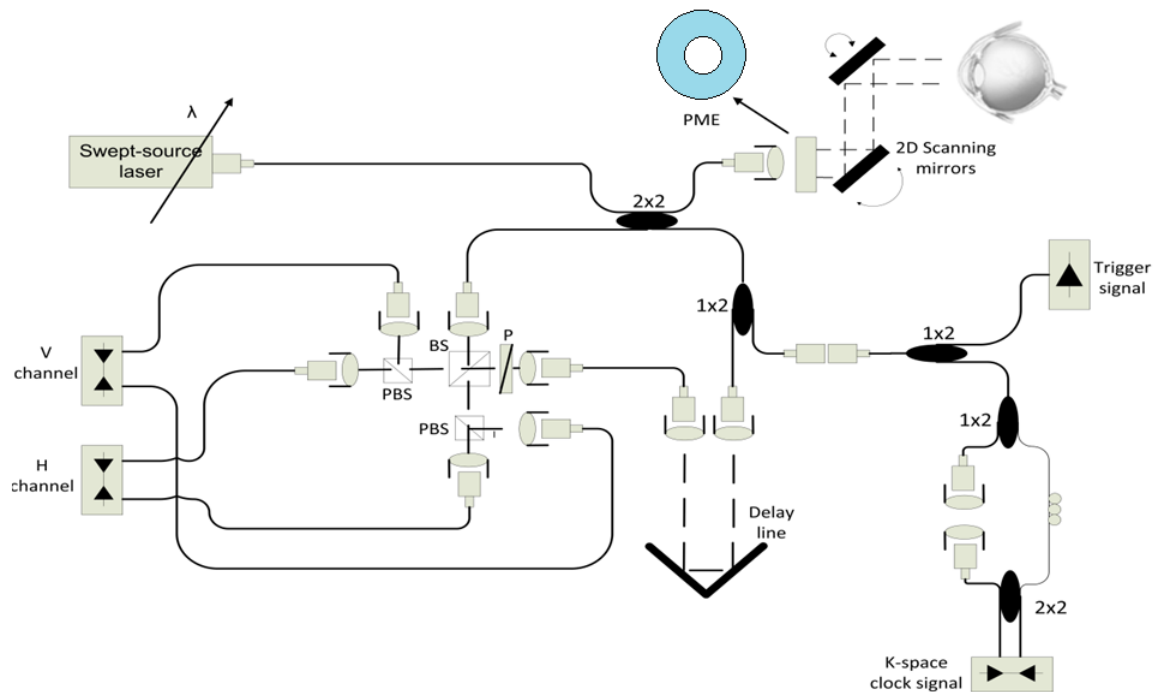 λ
PME
Swept-source
laser
2D Scanning
mirrors
2x2
Trigger
signal
1x2
1x2
V
channel
BS
P
PBS
PBS
1x2
H
channel
Delay
line
2x2
K-space
clock signal